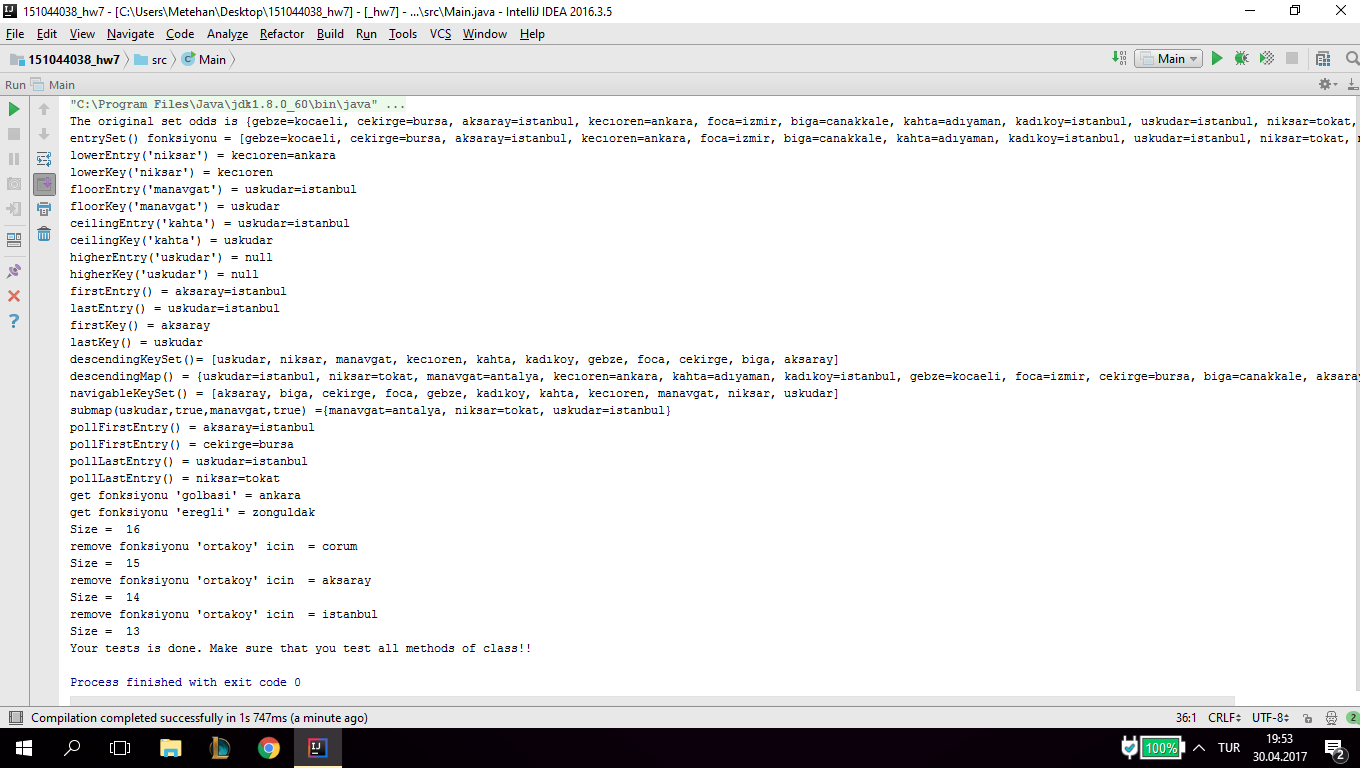 151044038_hw7 - [C:\Users\Metehan\Desktop\151044038_hw7] - [_hw7] - ...\src\Main.java - IntelliJ IDEA 2016.3.5
File Edit View Navigate Code Analyze Refactor Build Run Tools VCS Window Help
151044038_hw7 src Main Main
Run Main
"C:\Program Files\Java\jdk1.8.0_60\bin\java" ...
The original set odds is {gebze=kocaeli, cekirge=bursa, aksaray=istanbul, kecıoren=ankara, foca=izmir, biga=canakkale, kahta=adıyaman, kadıkoy=istanbul, uskudar=istanbul, niksar=tokat,
entrySet() fonksiyonu = [gebze=kocaeli, cekirge=bursa, aksaray=istanbul, kecıoren=ankara, foca=izmir, biga=canakkale, kahta=adıyaman, kadıkoy=istanbul, uskudar=istanbul, niksar=tokat,
lowerEntry('niksar') = kecıoren=ankara
lowerKey('niksar') = kecıoren
floorEntry('manavgat') = uskudar=istanbul
floorKey('manavgat') = uskudar
ceilingEntry('kahta') = uskudar=istanbul
ceilingKey('kahta') = uskudar
higherEntry('uskudar') = null
higherKey('uskudar') = null
firstEntry() = aksaray=istanbul
lastEntry() = uskudar=istanbul
firstKey() = aksaray
lastKey() = uskudar
descendingKeySet()= [uskudar, niksar, manavgat, kecıoren, kahta, kadıkoy, gebze, foca, cekirge, biga, aksaray]
descendingMap() = {uskudar=istanbul, niksar=tokat, manavgat=antalya, kecıoren=ankara, kahta=adıyaman, kadıkoy=istanbul, gebze=kocaeli, foca=izmir, cekirge=bursa, biga=canakkale, aksaray
navigableKeySet() = [aksaray, biga, cekirge, foca, gebze, kadıkoy, kahta, kecıoren, manavgat, niksar, uskudar]
submap(uskudar,true,manavgat,true) ={manavgat=antalya, niksar=tokat, uskudar=istanbul}
pollFirstEntry() = aksaray=istanbul
pollFirstEntry() = cekirge=bursa
pollLastEntry() = uskudar=istanbul
pollLastEntry() = niksar=tokat
get fonksiyonu 'golbasi' = ankara
get fonksiyonu 'eregli' = zonguldak
Size =  16
remove fonksiyonu 'ortakoy' icin  = corum
Size =  15
remove fonksiyonu 'ortakoy' icin  = aksaray
Size =  14
remove fonksiyonu 'ortakoy' icin  = istanbul
Size =  13
Your tests is done. Make sure that you test all methods of class!!
Process finished with exit code 0
Compilation completed successfully in 1s 747ms (a minute ago) 36:1 CRLF UTF-8 2
100% TUR 19:53
30.04.2017 2